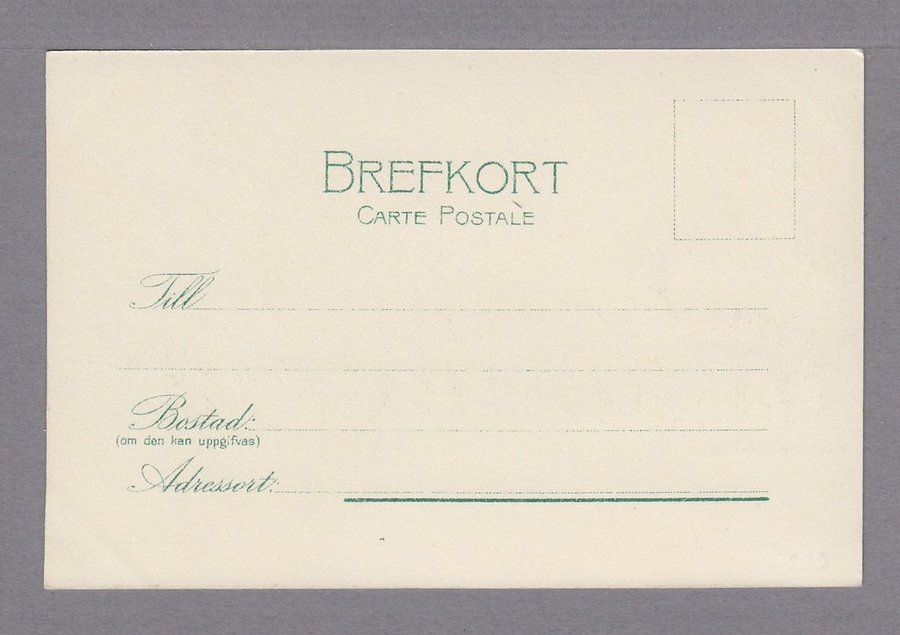 BREFKORT
CARTE POSTALE
Till
Bostad:
(om den kan uppgifvas)
Adressort: